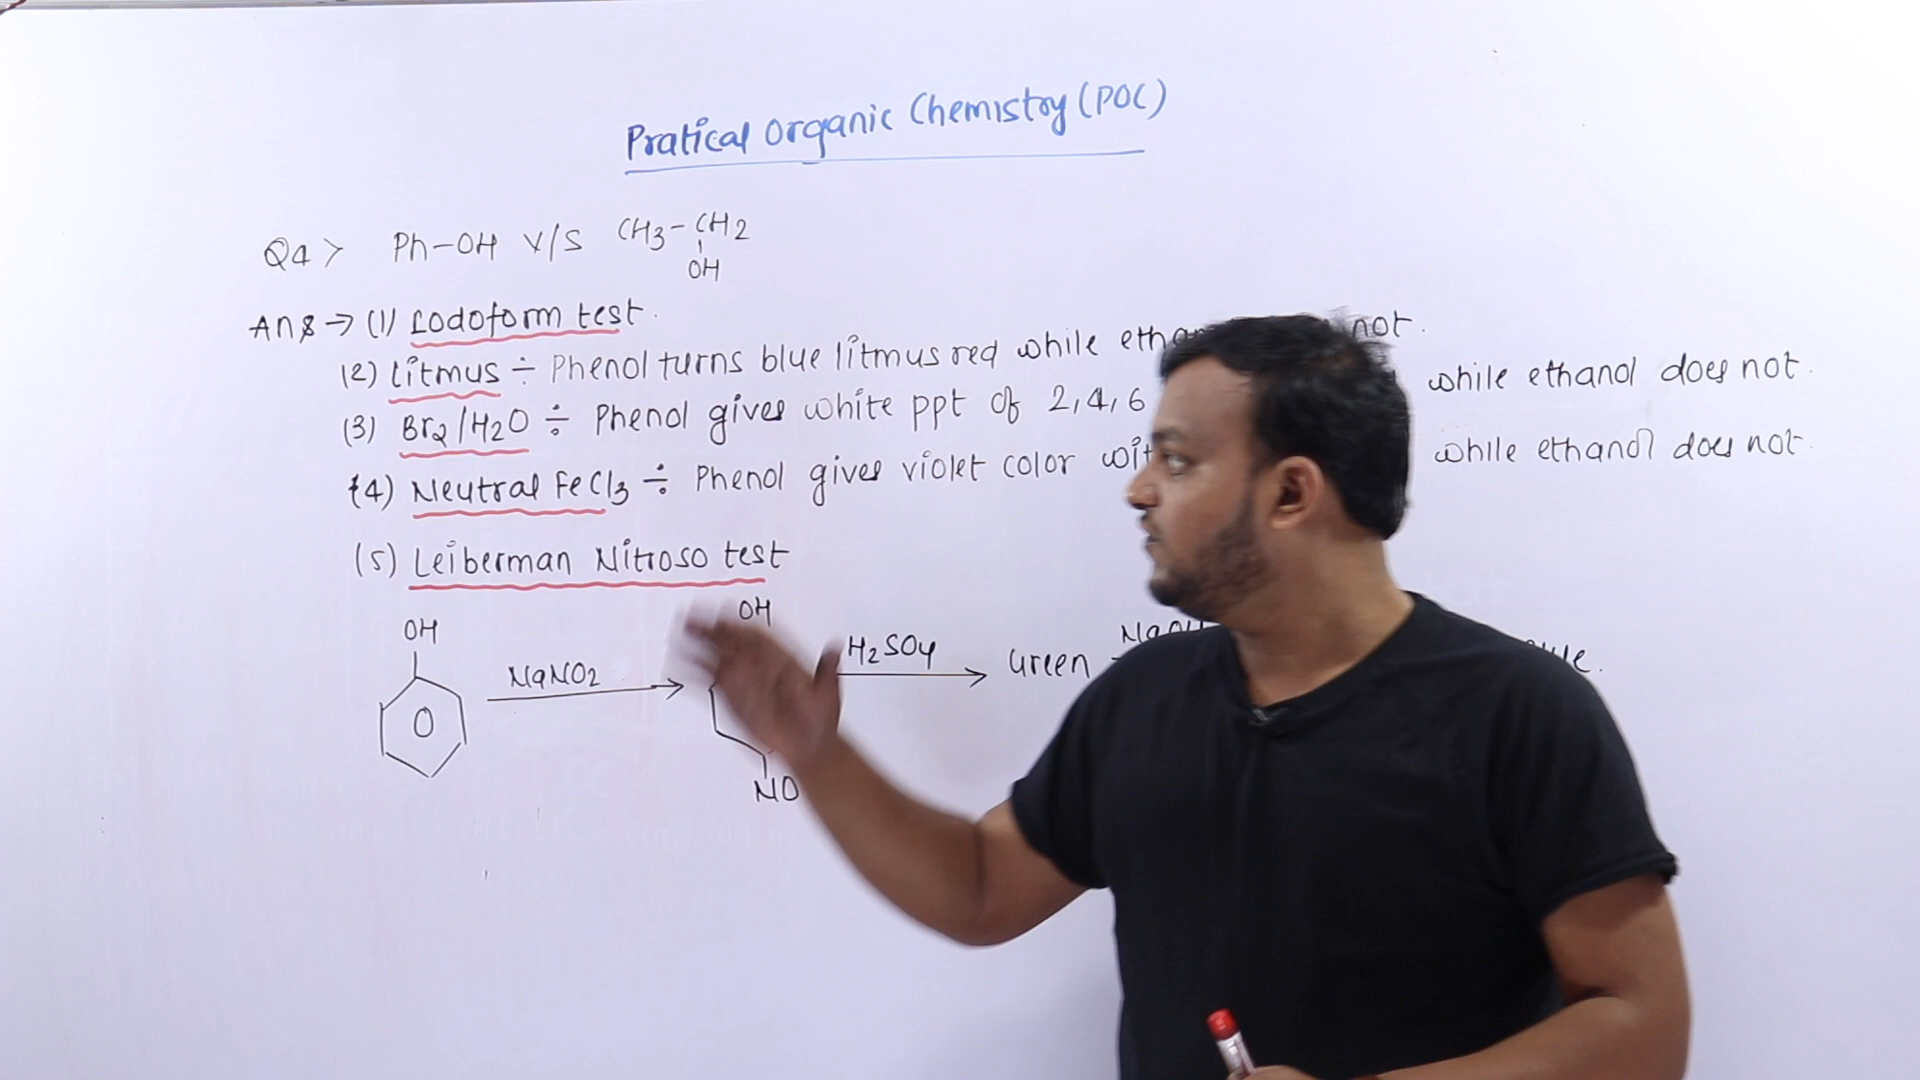 Pratical Organic Chemistry (POC)
Q4> Ph-OH V/S CH3-CH2
OH
Ans → (1) Iodoform test.
(2) Litmus ÷ Phenol turns blue litmus red while not.
(3) Br2/H2O ÷ Phenol gives white ppt of 2,4,6 while ethanol does not.
(4) Neutral FeCl3 ÷ Phenol gives violet color while ethanol does not.
(5) Leiberman Nitroso test
OH OH
NaNO2 H2SO4 Green
NO